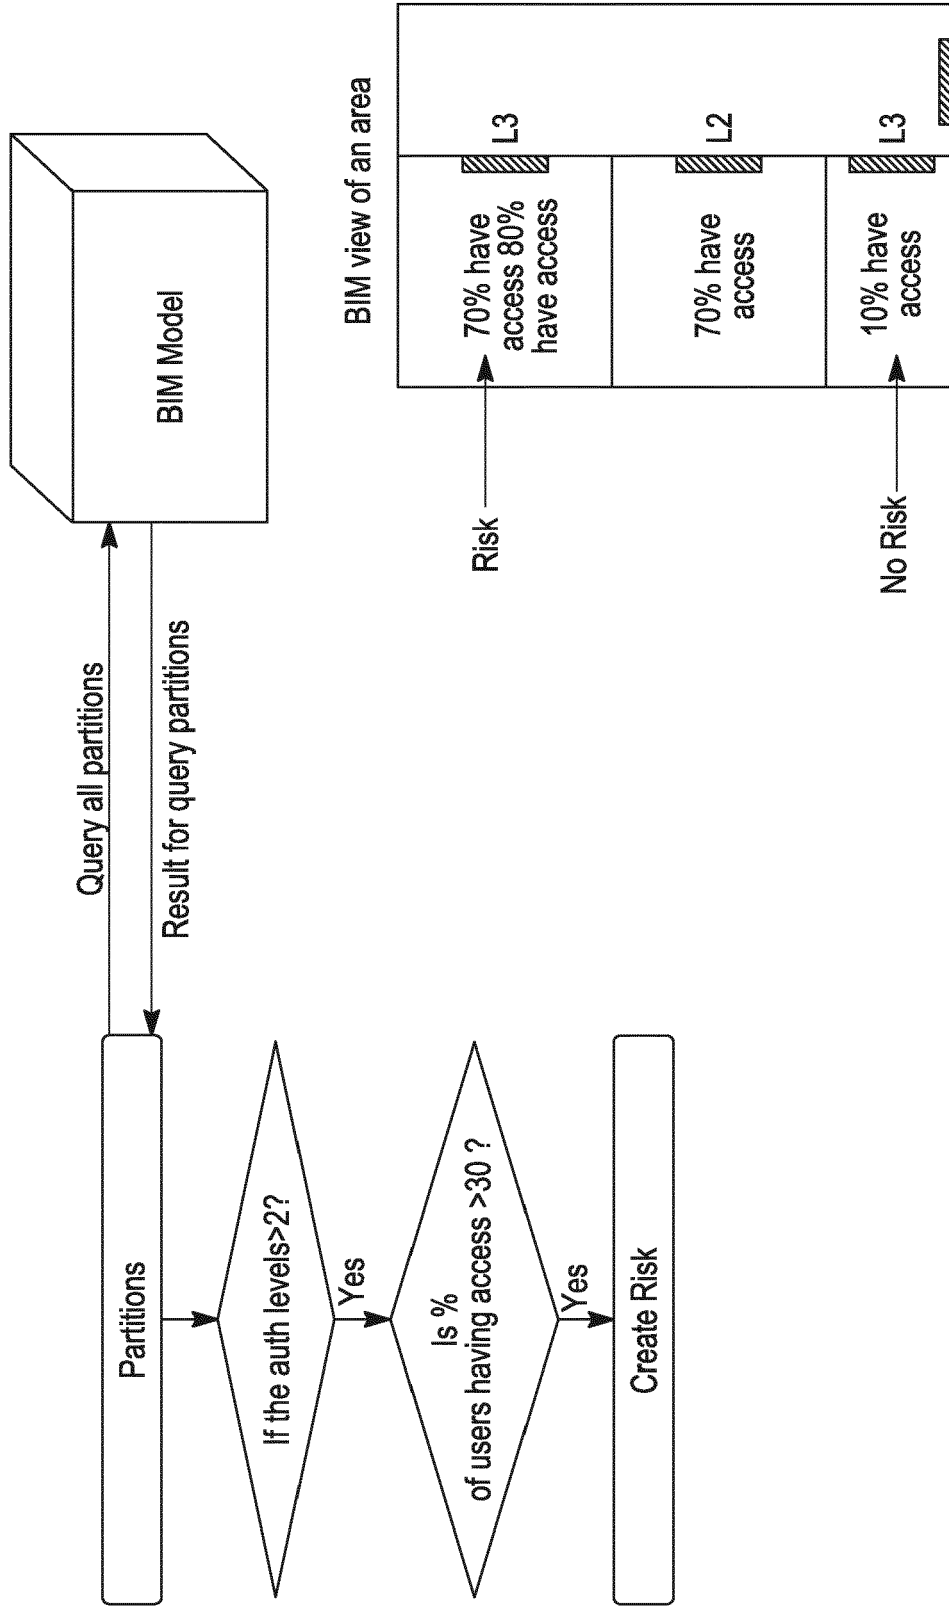 Partitions
If the auth levels>2?
Yes
Is %
of users having access >30 ?
Yes
Create Risk
Query all partitions
Result for query partitions
BIM Model
BIM view of an area
Risk
70% have
access 80%
have access
L3
70% have
access
L2
No Risk
10% have
access
L3